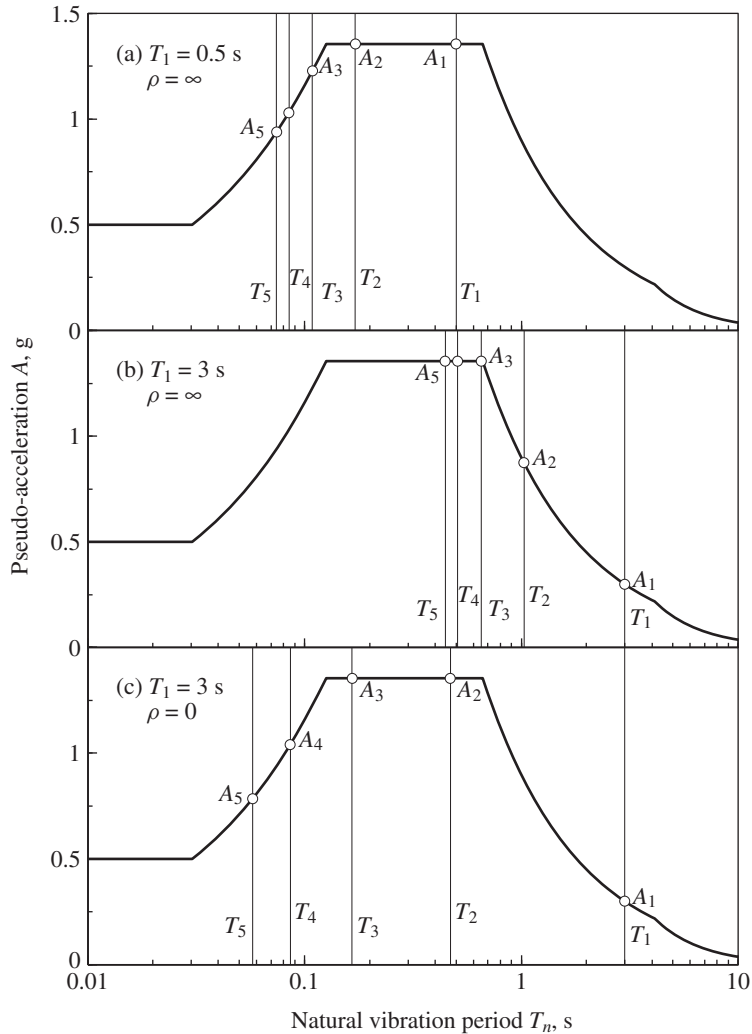 Pseudo-acceleration A, g
1.5
(a) T₁ = 0.5 s
ρ = ∞
A₃ A₂ A₁
1
A₅
0.5
T₅ T₄ T₃ T₂ T₁
0
(b) T₁ = 3 s
ρ = ∞
A₅ A₃
1
A₂
0.5
A₁
T₅ T₄ T₃ T₂ T₁
0
(c) T₁ = 3 s
ρ = 0
A₃ A₂
1
A₄
A₅
0.5
A₁
T₅ T₄ T₃ T₂ T₁
0
0.01 0.1 1 10
Natural vibration period Tₙ, s